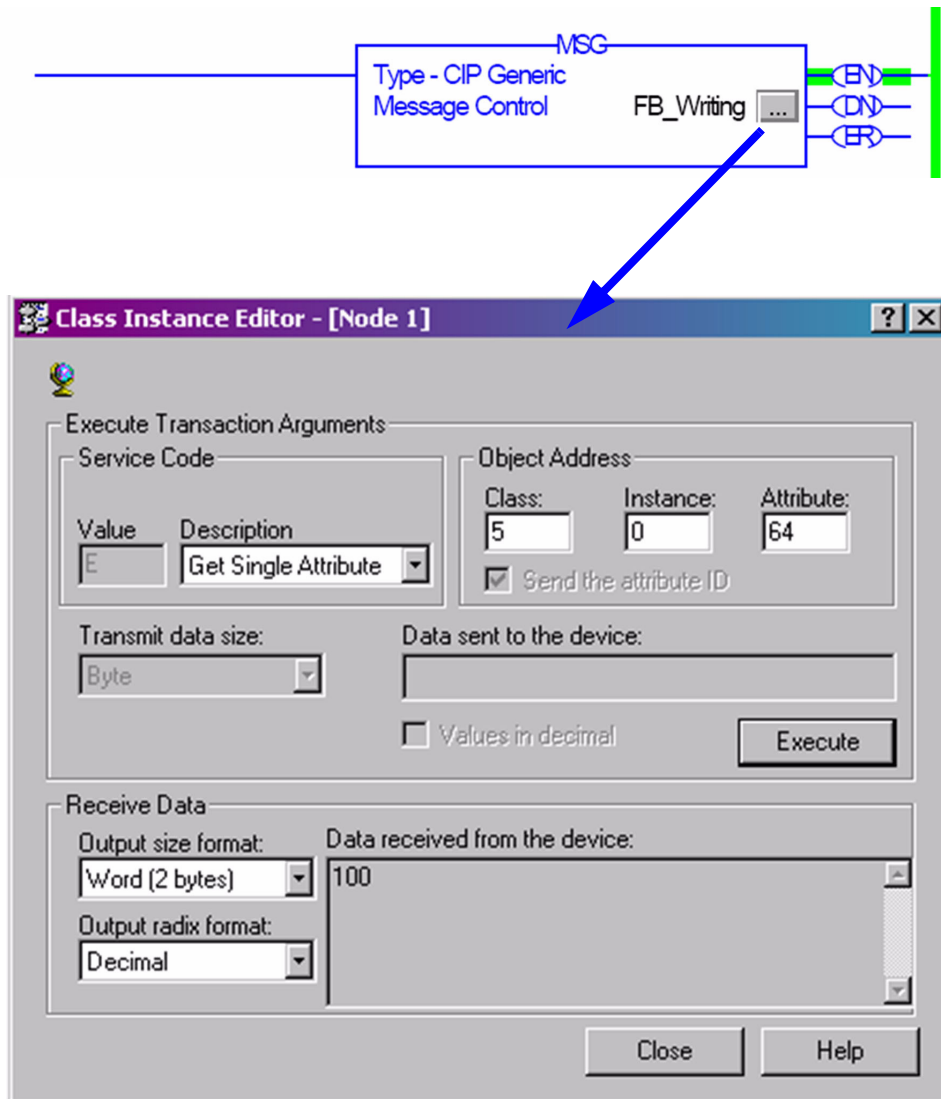 MSG
Type - CIP Generic
Message Control FB_Writing ...
EN
DN
ER
Class Instance Editor - [Node 1]
Execute Transaction Arguments
Service Code
Value Description
E Get Single Attribute
Object Address
Class: Instance: Attribute:
5 0 64
Send the attribute ID
Transmit data size:
Byte
Data sent to the device:
Values in decimal
Execute
Receive Data
Output size format:
Word (2 bytes)
Output radix format:
Decimal
Data received from the device:
100
Close Help